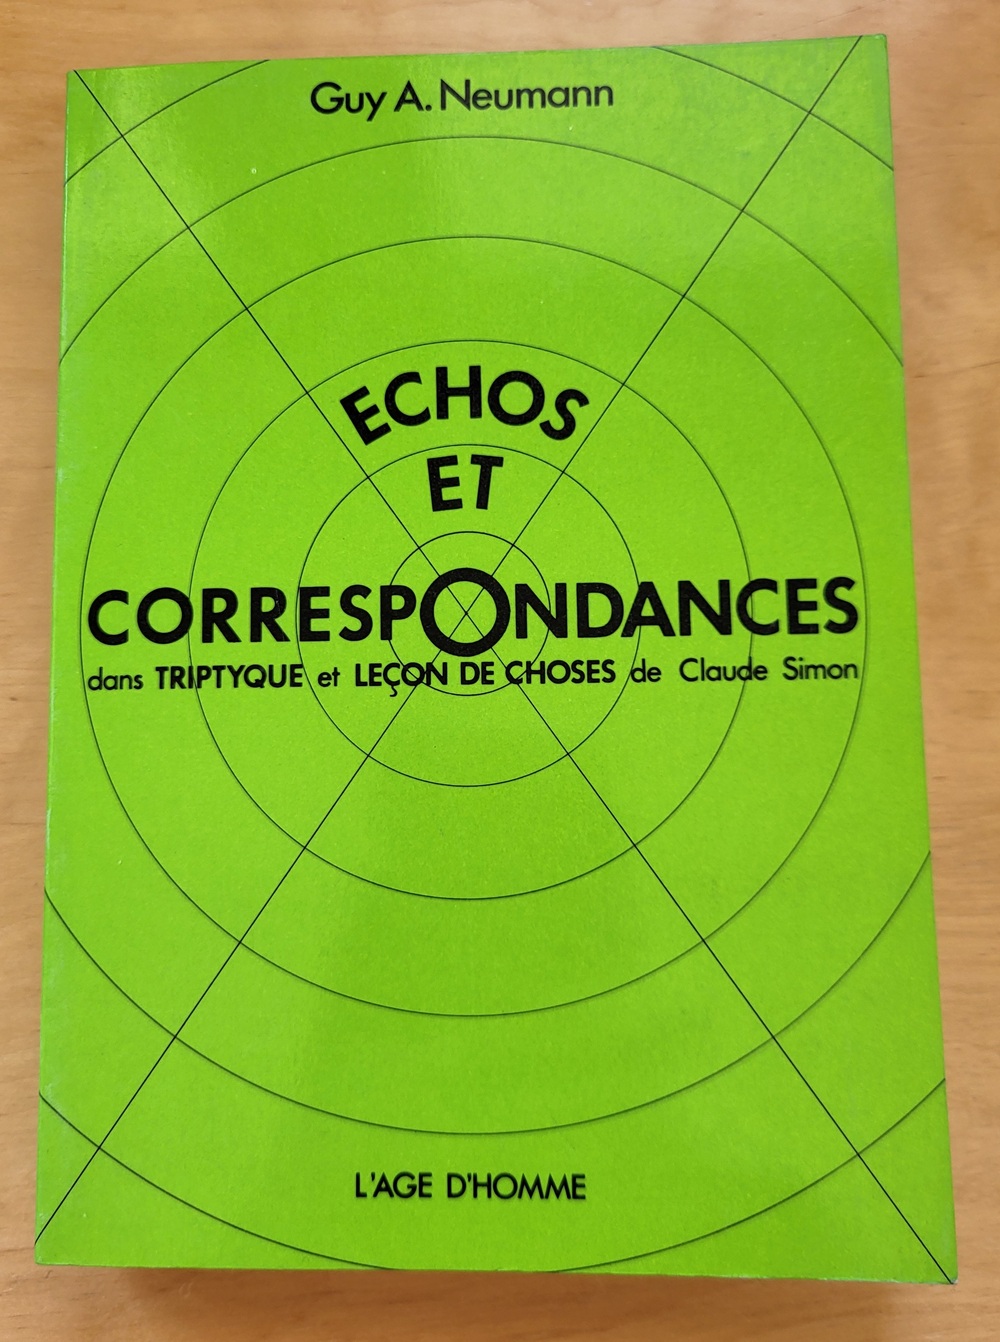 Guy A. Neumann
ECHOS
ET
CORRESPONDANCES
dans TRIPTYQUE et LEÇON DE CHOSES de Claude Simon
L'AGE D'HOMME